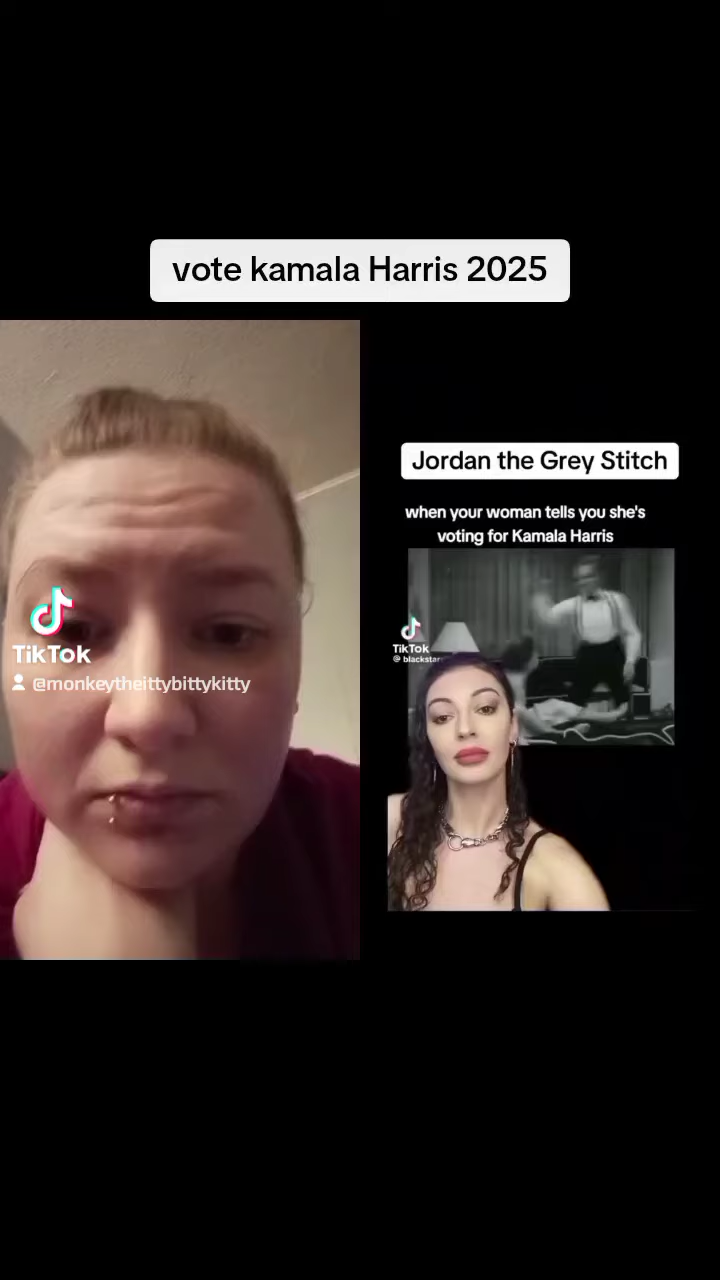 vote kamala Harris 2025
Jordan the Grey Stitch
when your woman tells you she's
voting for Kamala Harris
TikTok
@monkeytheittybittykitty
TikTok
@ blackstar